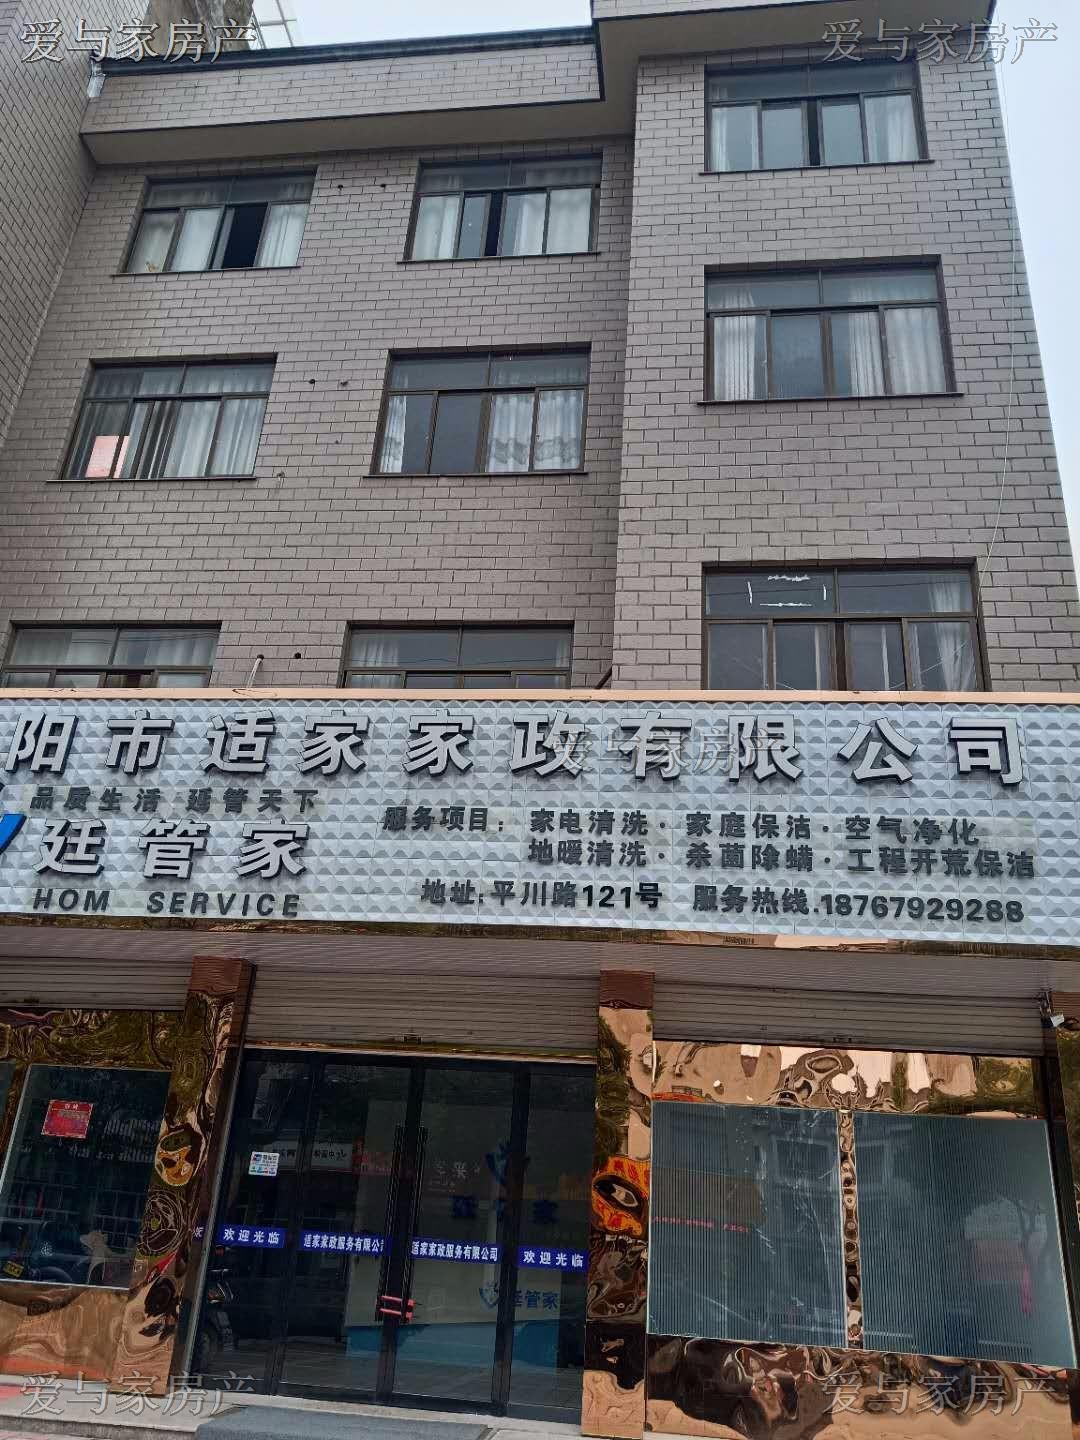 爱与家房产 爱与家房产
阳市适家家政有限公司
爱与家房产
品质生活 廷管天下
廷管家
HOM SERVICE
服务项目：家电清洗·家庭保洁·空气净化
地暖清洗·杀菌除螨·工程开荒保洁
地址:平川路121号 服务热线.18767929288
欢迎光临 适家家政服务有限公司 适家家政服务有限公司 欢迎光临
廷管家
爱与家房产 爱与家房产